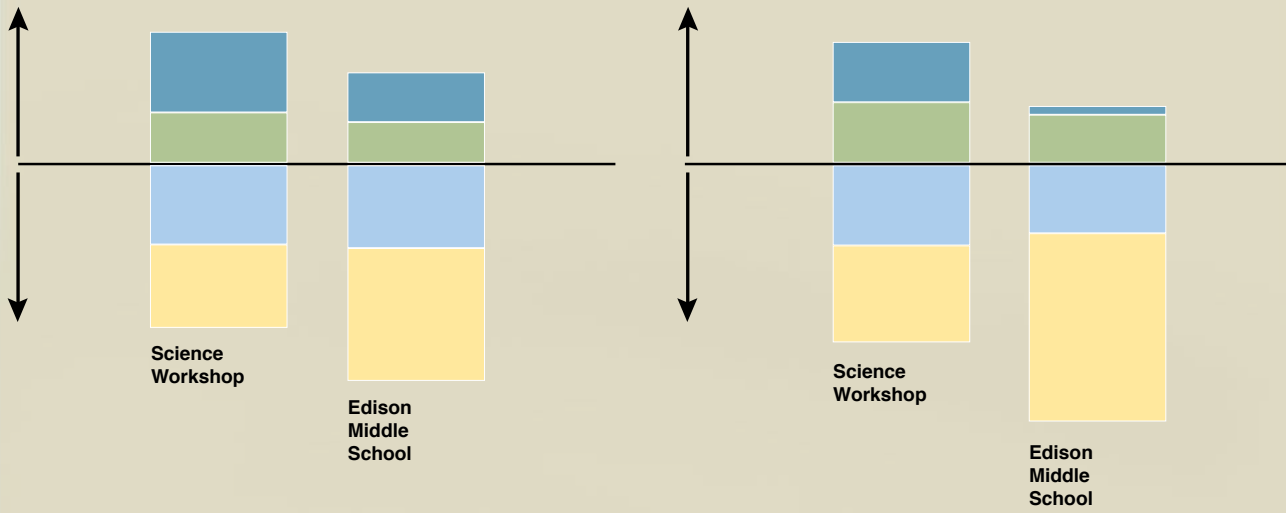 Science
Workshop
Edison
Middle
School
Science
Workshop
Edison
Middle
School